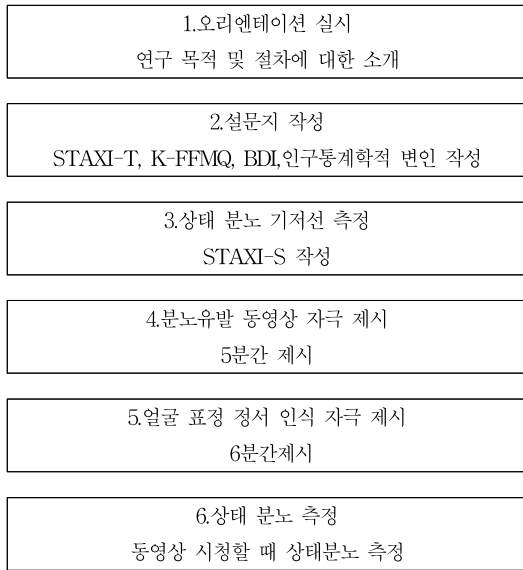 1.오리엔테이션 실시
연구 목적 및 절차에 대한 소개
2.설문지 작성
STAXI-T, K-FFMQ, BDI,인구통계학적 변인 작성
3.상태 분노 기저선 측정
STAXI-S 작성
4.분노유발 동영상 자극 제시
5분간 제시
5.얼굴 표정 정서 인식 자극 제시
6분간제시
6.상태 분노 측정
동영상 시청할 때 상태분노 측정